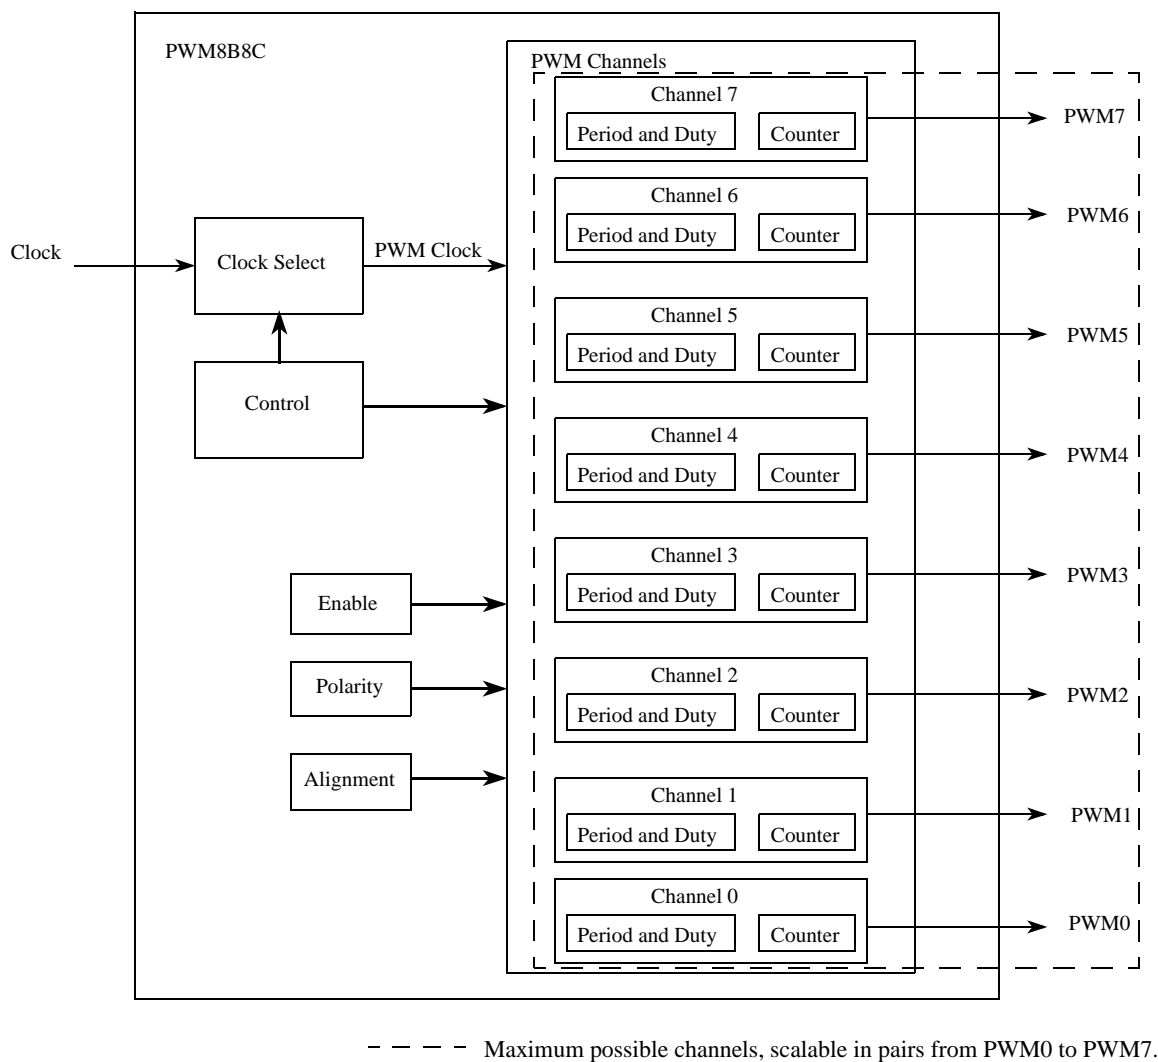 PWM8B8C
PWM Channels
Channel 7
Period and Duty
Counter
PWM7
Channel 6
Period and Duty
Counter
PWM6
Clock
Clock Select
PWM Clock
Channel 5
Period and Duty
Counter
PWM5
Control
Channel 4
Period and Duty
Counter
PWM4
Channel 3
Period and Duty
Counter
PWM3
Enable
Polarity
Channel 2
Period and Duty
Counter
PWM2
Alignment
Channel 1
Period and Duty
Counter
PWM1
Channel 0
Period and Duty
Counter
PWM0
Maximum possible channels, scalable in pairs from PWM0 to PWM7.